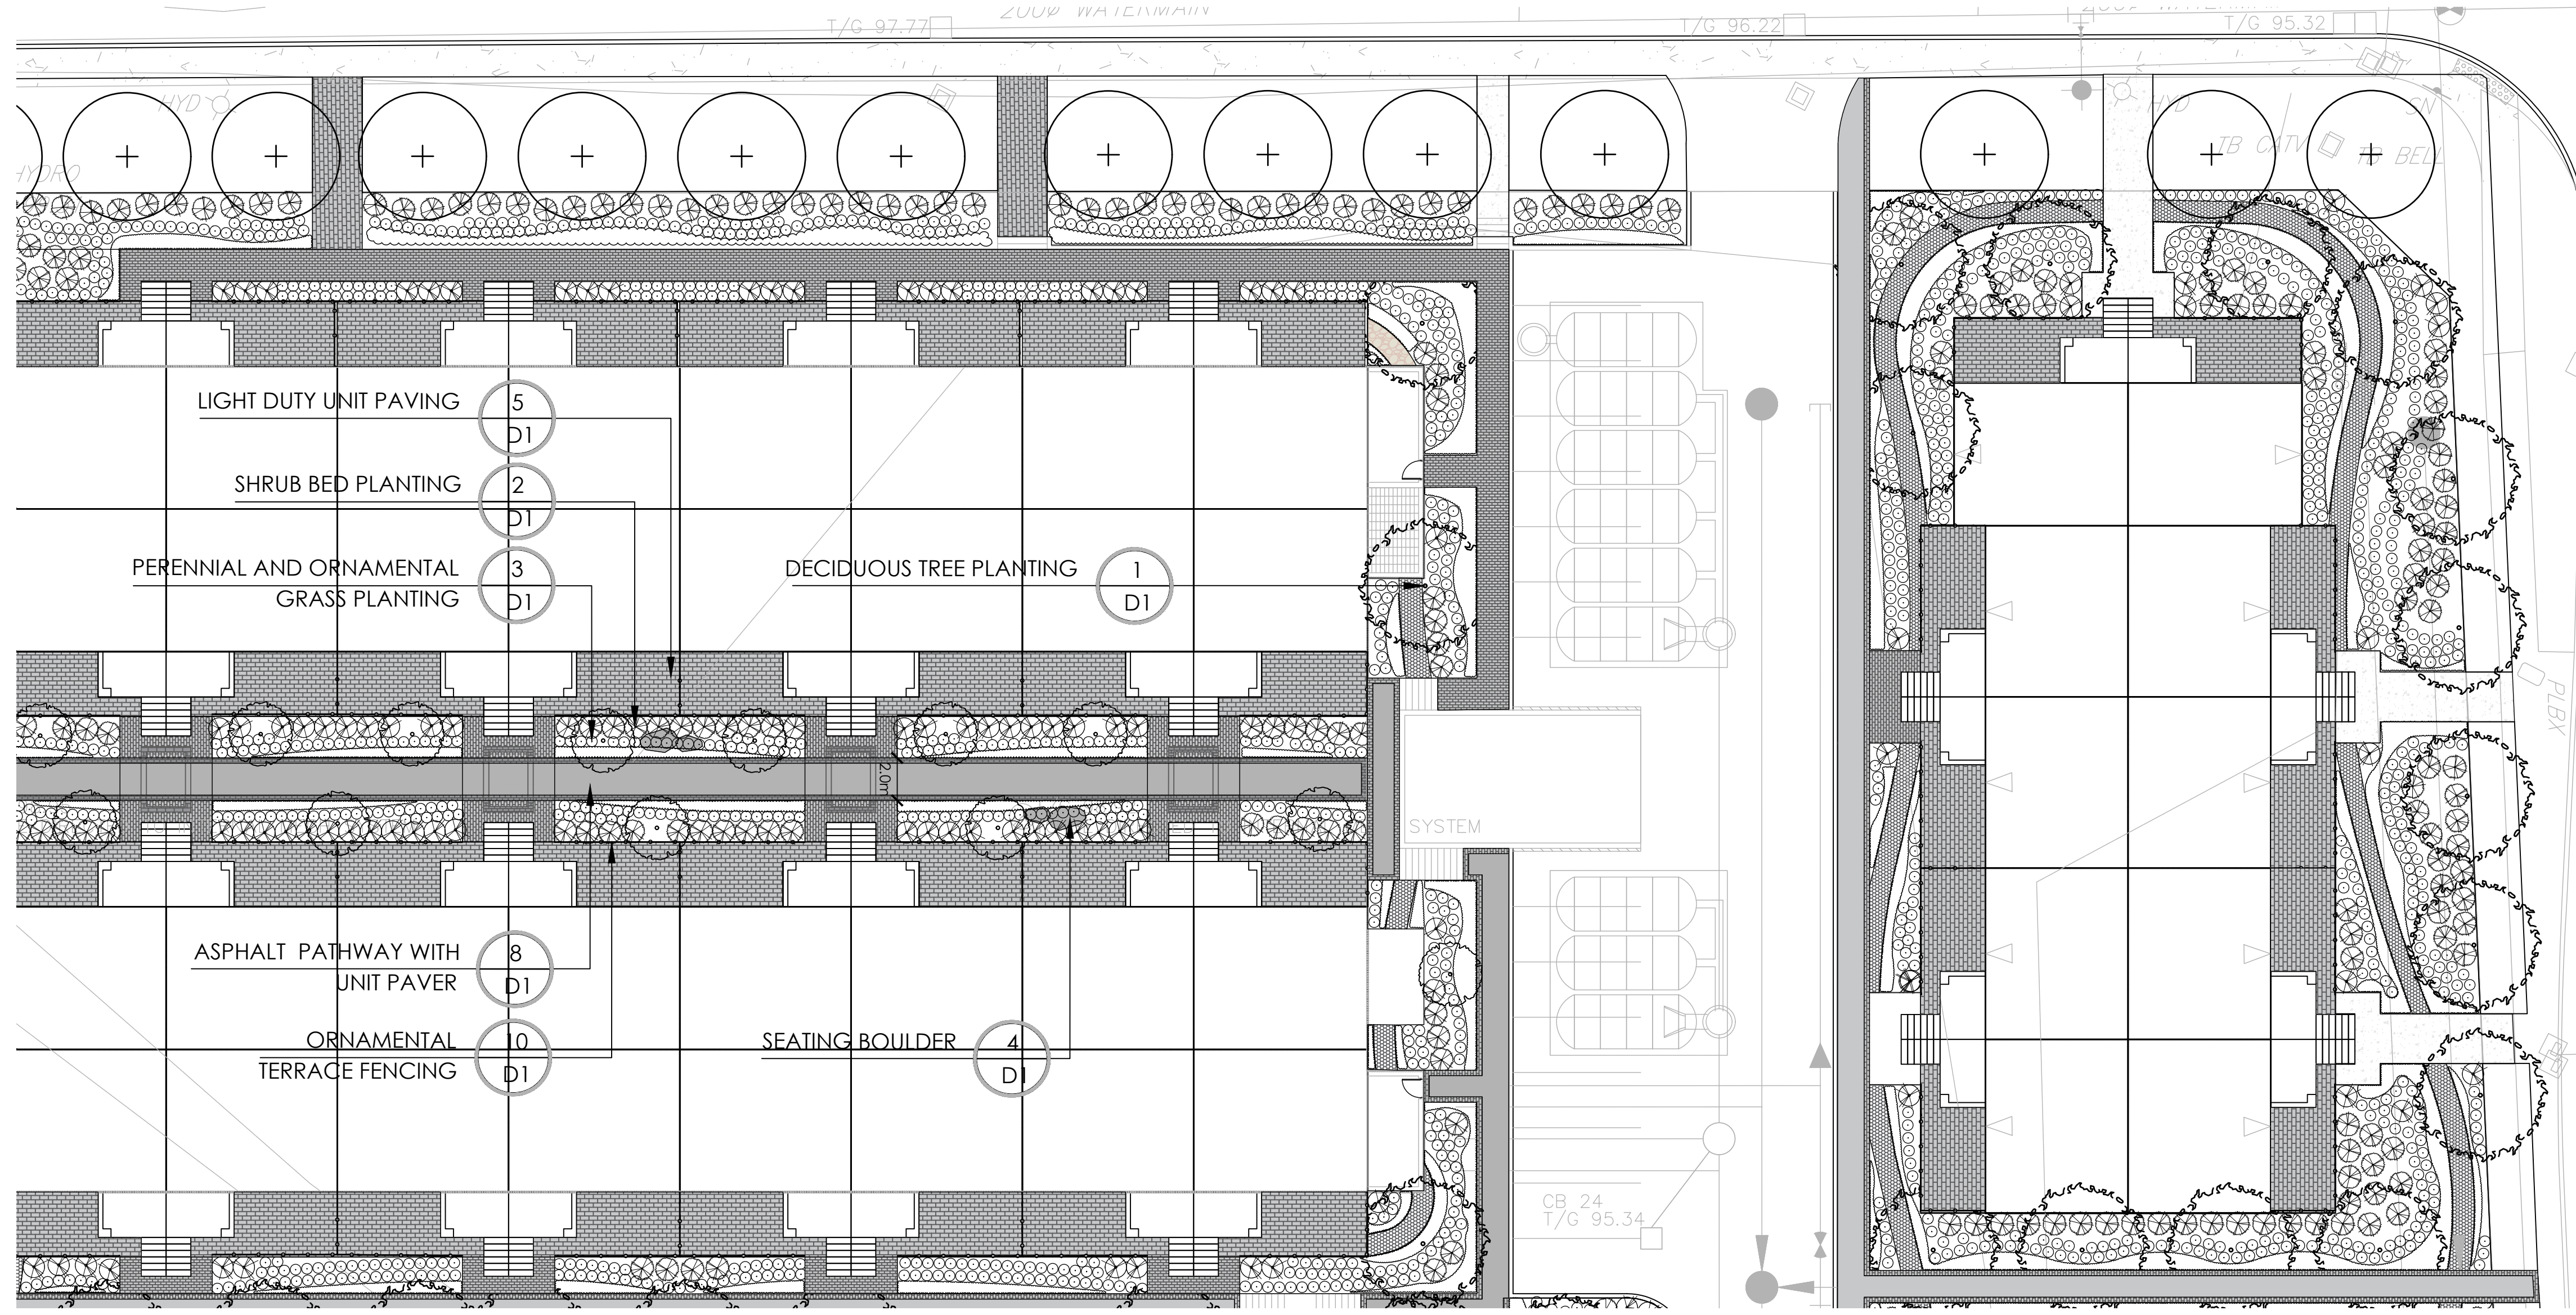 200Ø WATERMAIN
T/G 97.77
T/G 96.22
T/G 95.32
HYD
HYD
SN
HYDRO
TB CATV
TB BELL
LIGHT DUTY UNIT PAVING
5
D1
SHRUB BED PLANTING
2
D1
PERENNIAL AND ORNAMENTAL
GRASS PLANTING
3
D1
DECIDUOUS TREE PLANTING
1
D1
PLBX
2.0m
SYSTEM
ASPHALT PATHWAY WITH
UNIT PAVER
8
D1
ORNAMENTAL
TERRACE FENCING
10
D1
SEATING BOULDER
4
D1
CB 24
T/G 95.34